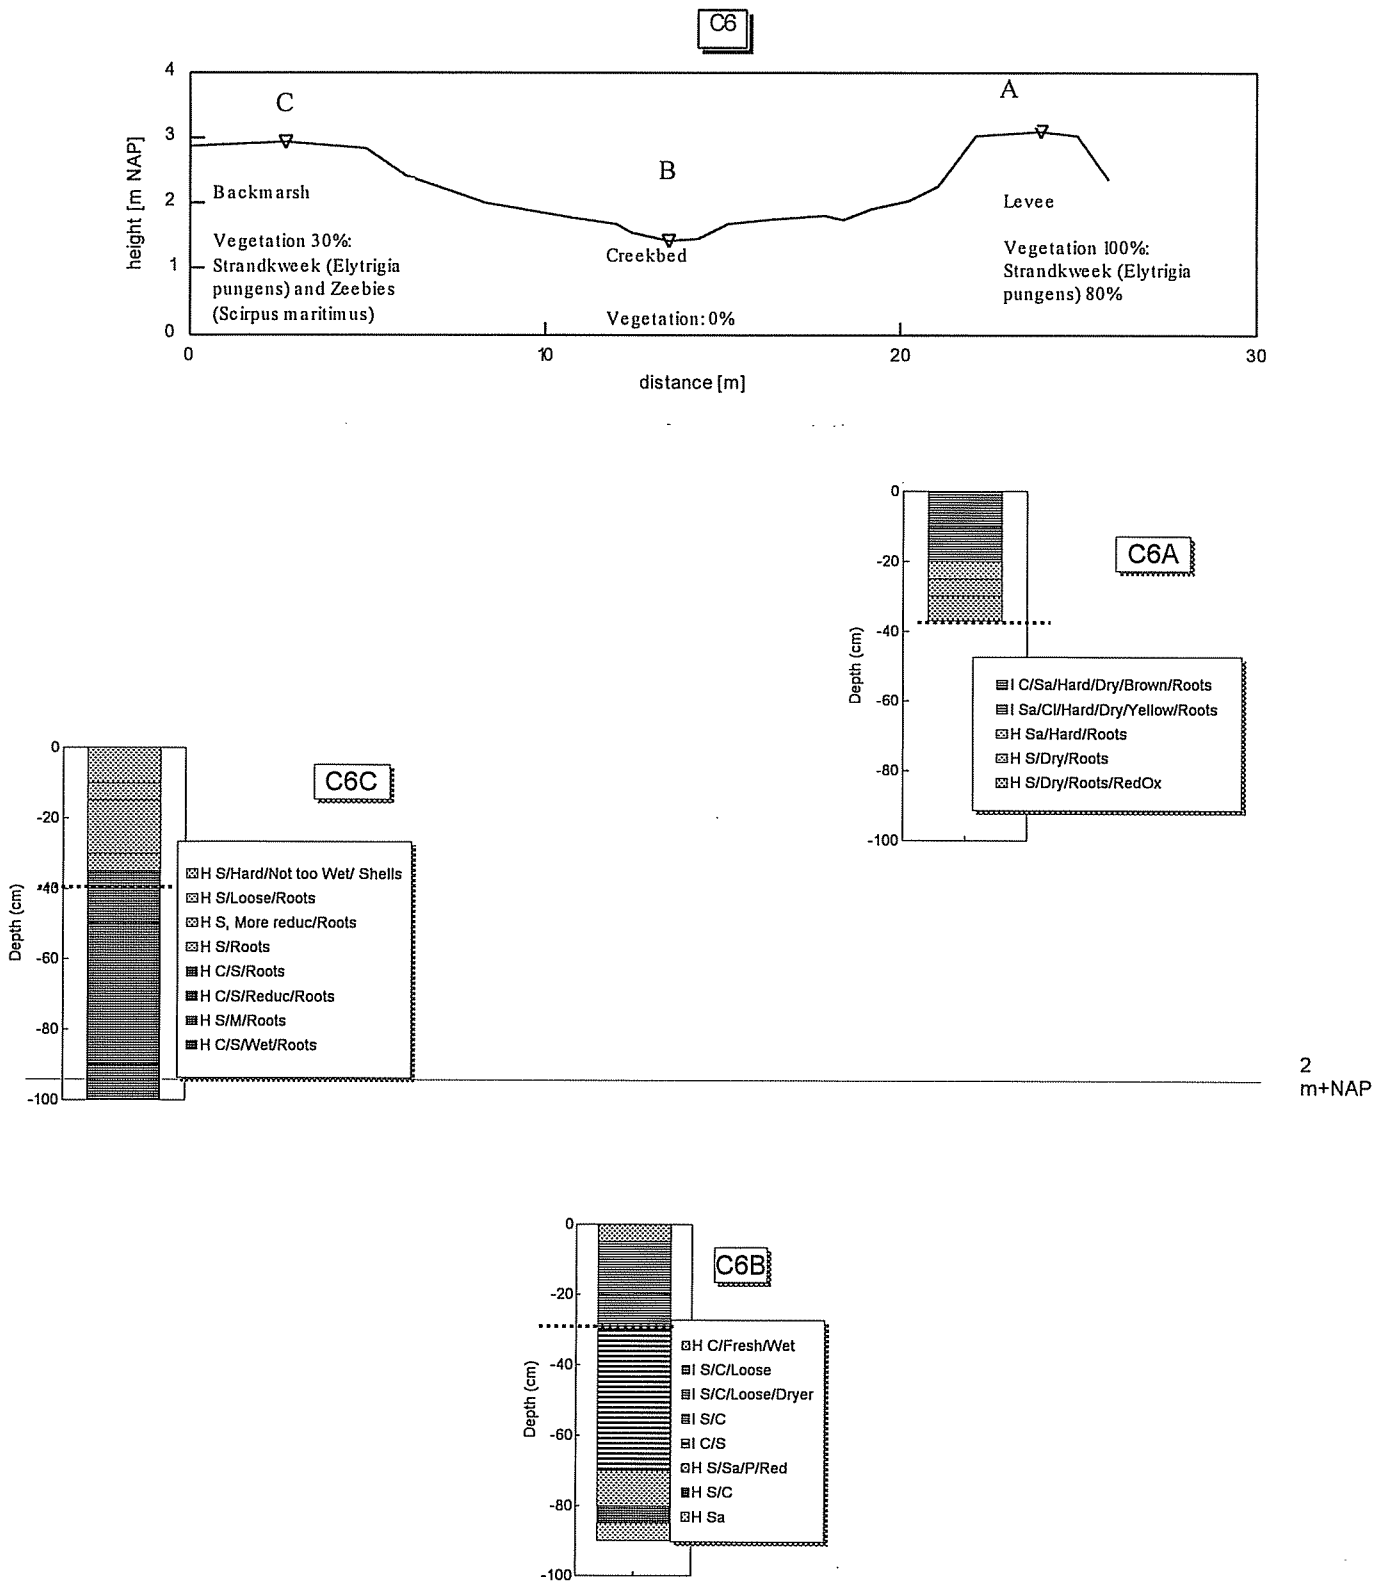 C6
4
3
2
1
0
height [m NAP]
C
B
A
Backmarsh
Vegetation 30%:
Strandkweek (Elytrigia
pungens) and Zeebies
(Scirpus maritimus)
Creekbed
Vegetation: 0%
Levee
Vegetation 100%:
Strandkweek (Elytrigia
pungens) 80%
0
10
20
30
distance [m]
0
-20
-40
-60
-80
-100
Depth (cm)
C6A
I C/Sa/Hard/Dry/Brown/Roots
I Sa/Cl/Hard/Dry/Yellow/Roots
H Sa/Hard/Roots
H S/Dry/Roots
H S/Dry/Roots/RedOx
0
-20
-40
-60
-80
-100
Depth (cm)
C6C
H S/Hard/Not too Wet/ Shells
H S/Loose/Roots
H S, More reduc/Roots
H S/Roots
H C/S/Roots
H C/S/Reduc/Roots
H S/M/Roots
H C/S/Wet/Roots
2
m+NAP
0
-20
-40
-60
-80
-100
Depth (cm)
C6B
H C/Fresh/Wet
I S/C/Loose
I S/C/Loose/Dryer
I S/C
I C/S
H S/Sa/P/Red
H S/C
H Sa